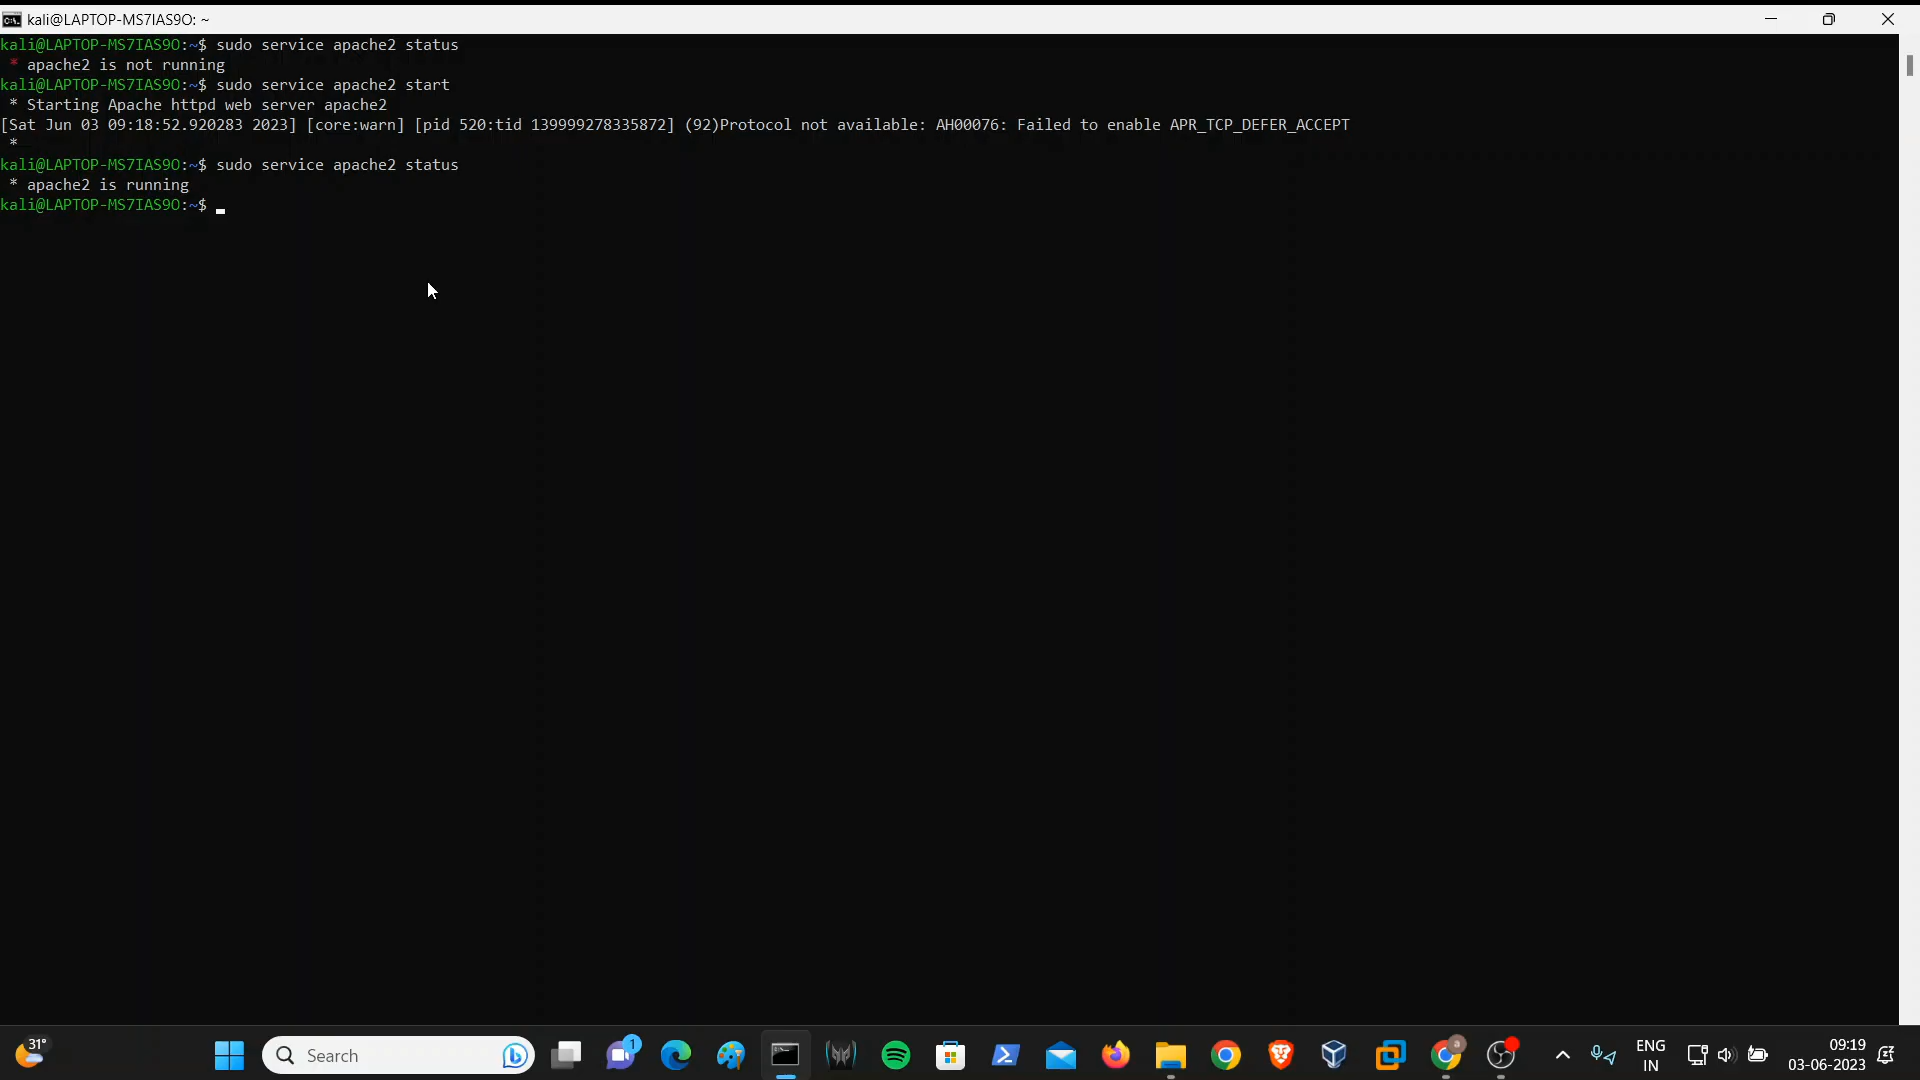 kali@LAPTOP-MS7IAS9O: ~
kali@LAPTOP-MS7IAS9O:~$ sudo service apache2 status
* apache2 is not running
kali@LAPTOP-MS7IAS9O:~$ sudo service apache2 start
* Starting Apache httpd web server apache2
[Sat Jun 03 09:18:52.920283 2023] [core:warn] [pid 520:tid 139999278335872] (92)Protocol not available: AH00076: Failed to enable APR_TCP_DEFER_ACCEPT
*
kali@LAPTOP-MS7IAS9O:~$ sudo service apache2 status
* apache2 is running
kali@LAPTOP-MS7IAS9O:~$
31°
Search
1
a
ENG
IN
09:19
03-06-2023